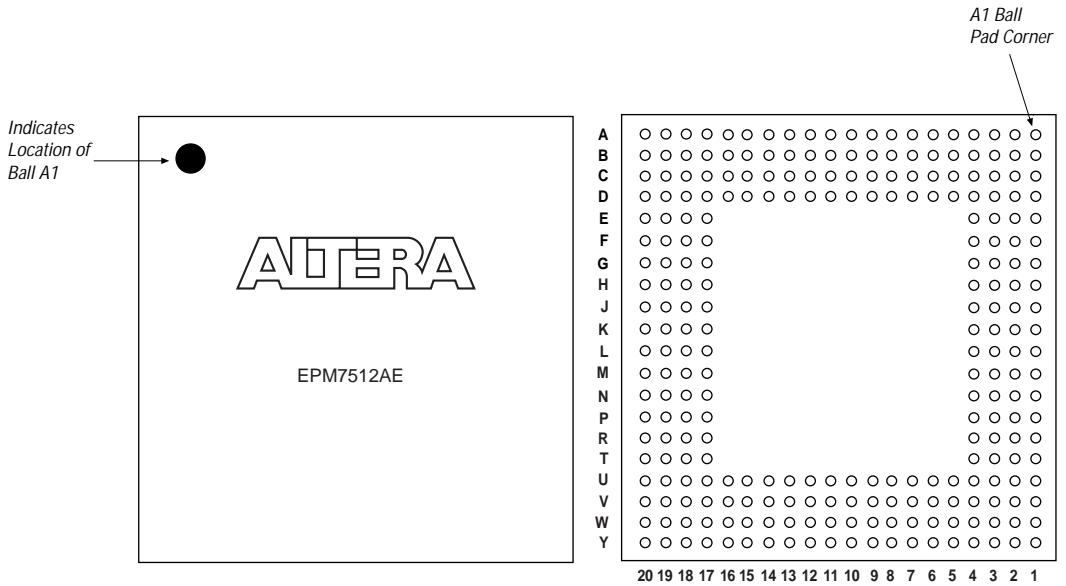 A1 Ball
Pad Corner
Indicates
Location of
Ball A1
ALTERA
EPM7512AE
A
B
C
D
E
F
G
H
J
K
L
M
N
P
R
T
U
V
W
Y
20 19 18 17 16 15 14 13 12 11 10 9 8 7 6 5 4 3 2 1